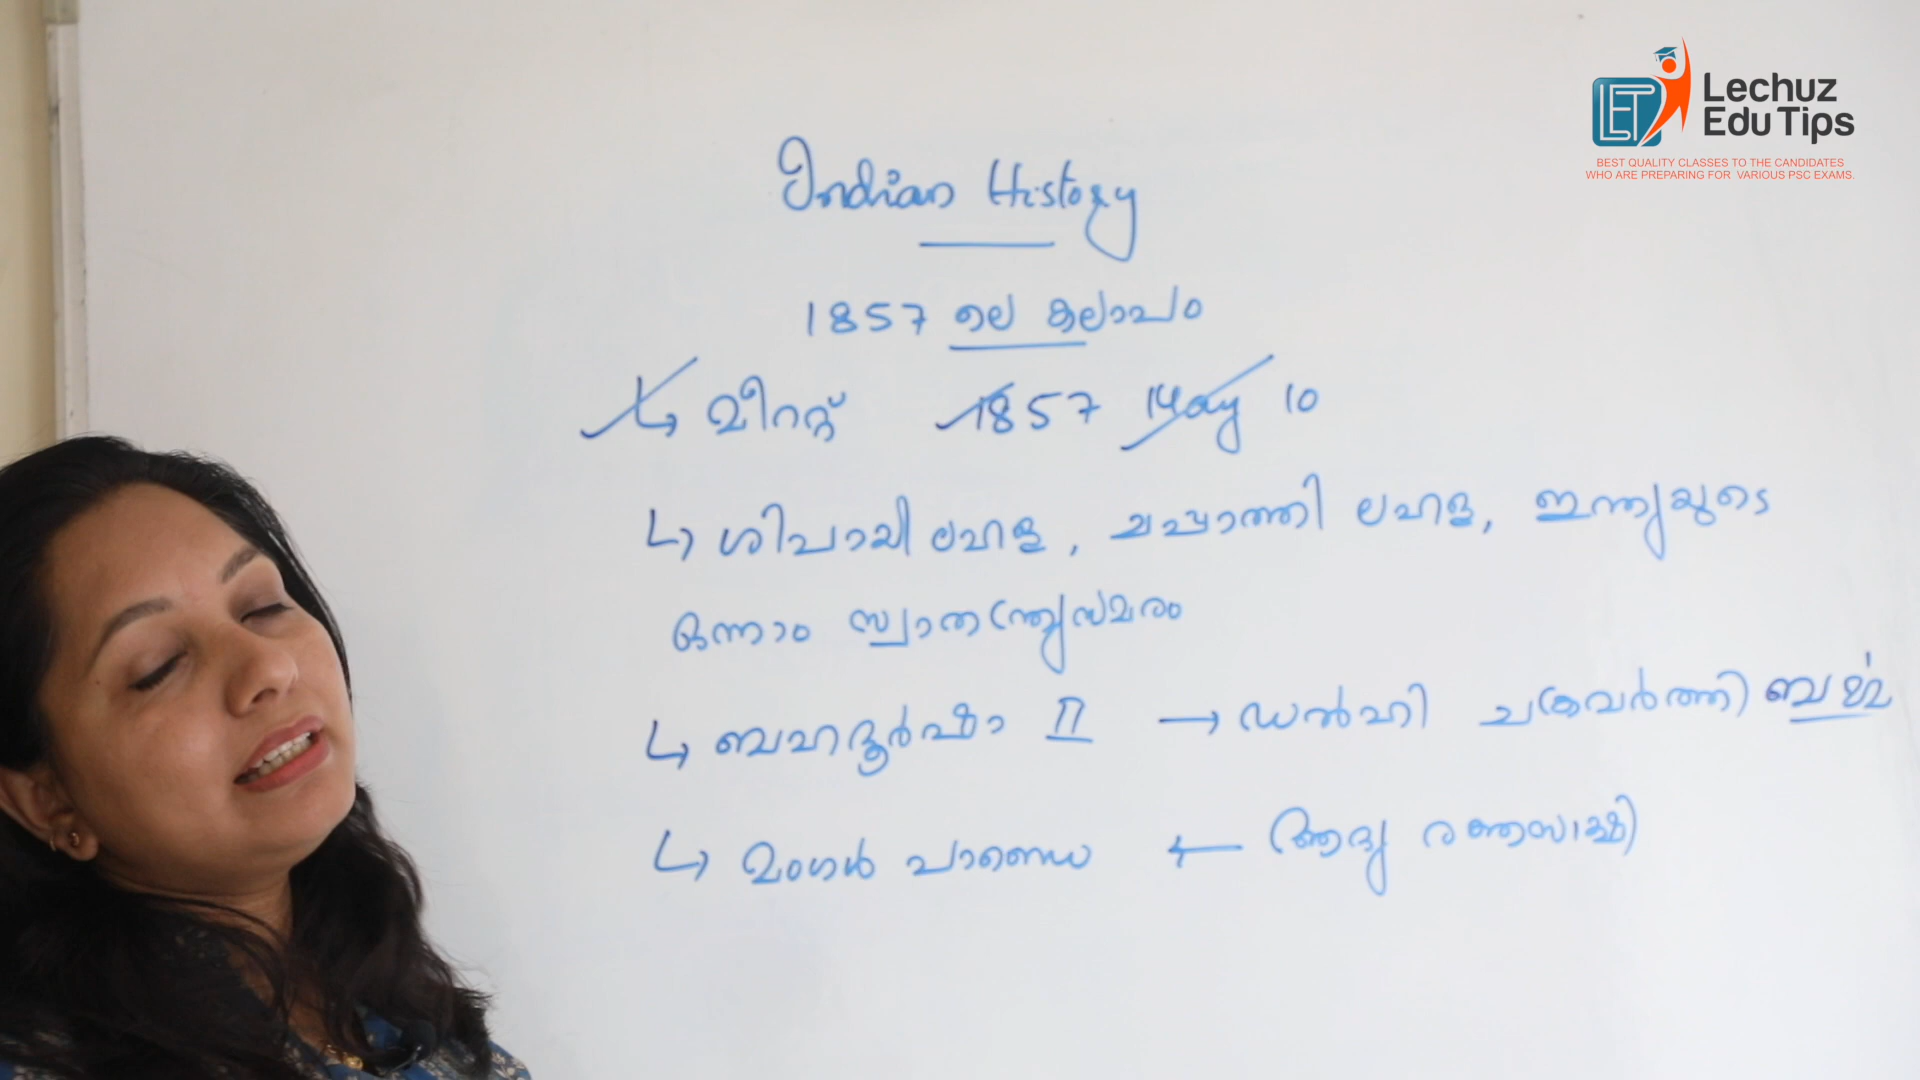 Lechuz
Edu Tips
BEST QUALITY CLASSES TO THE CANDIDATES
WHO ARE PREPARING FOR VARIOUS PSC EXAMS.
Indian History
1857 ലെ കലാപം
↳ മീററ്റ് 1857 May 10
↳ ശിപായി ലഹള, ചപ്പാത്തി ലഹള, ഇന്ത്യയുടെ
ഒന്നാം സ്വാതന്ത്ര്യസമരം
↳ ബഹദൂർഷാ II → ഡൽഹി ചക്രവർത്തി
↳ മംഗൽ പാണ്ഡെ ← ആദ്യ രക്തസാക്ഷി